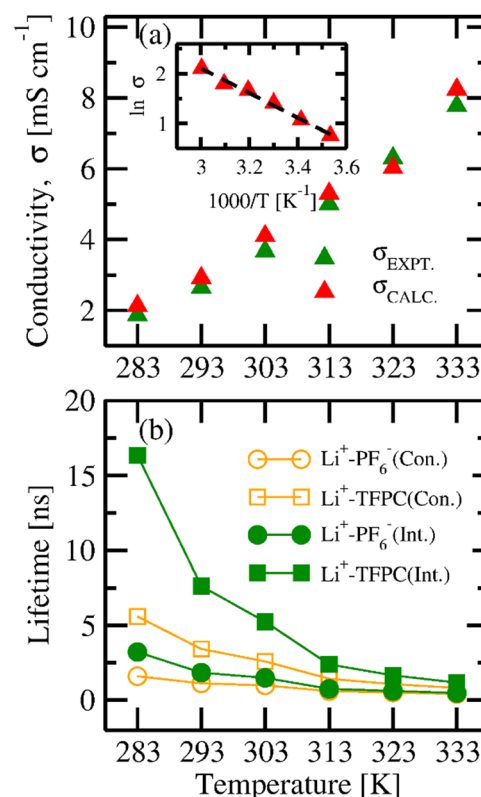 (a)
Conductivity, σ [mS cm⁻¹]
10
8
6
4
2
ln σ
2
1
3 3.2 3.4 3.6
1000/T [K⁻¹]
σEXPT.
σCALC.
283 293 303 313 323 333
(b)
Lifetime [ns]
20
15
10
5
0
Li⁺-PF₆⁻(Con.)
Li⁺-TFPC(Con.)
Li⁺-PF₆⁻(Int.)
Li⁺-TFPC(Int.)
283 293 303 313 323 333
Temperature [K]